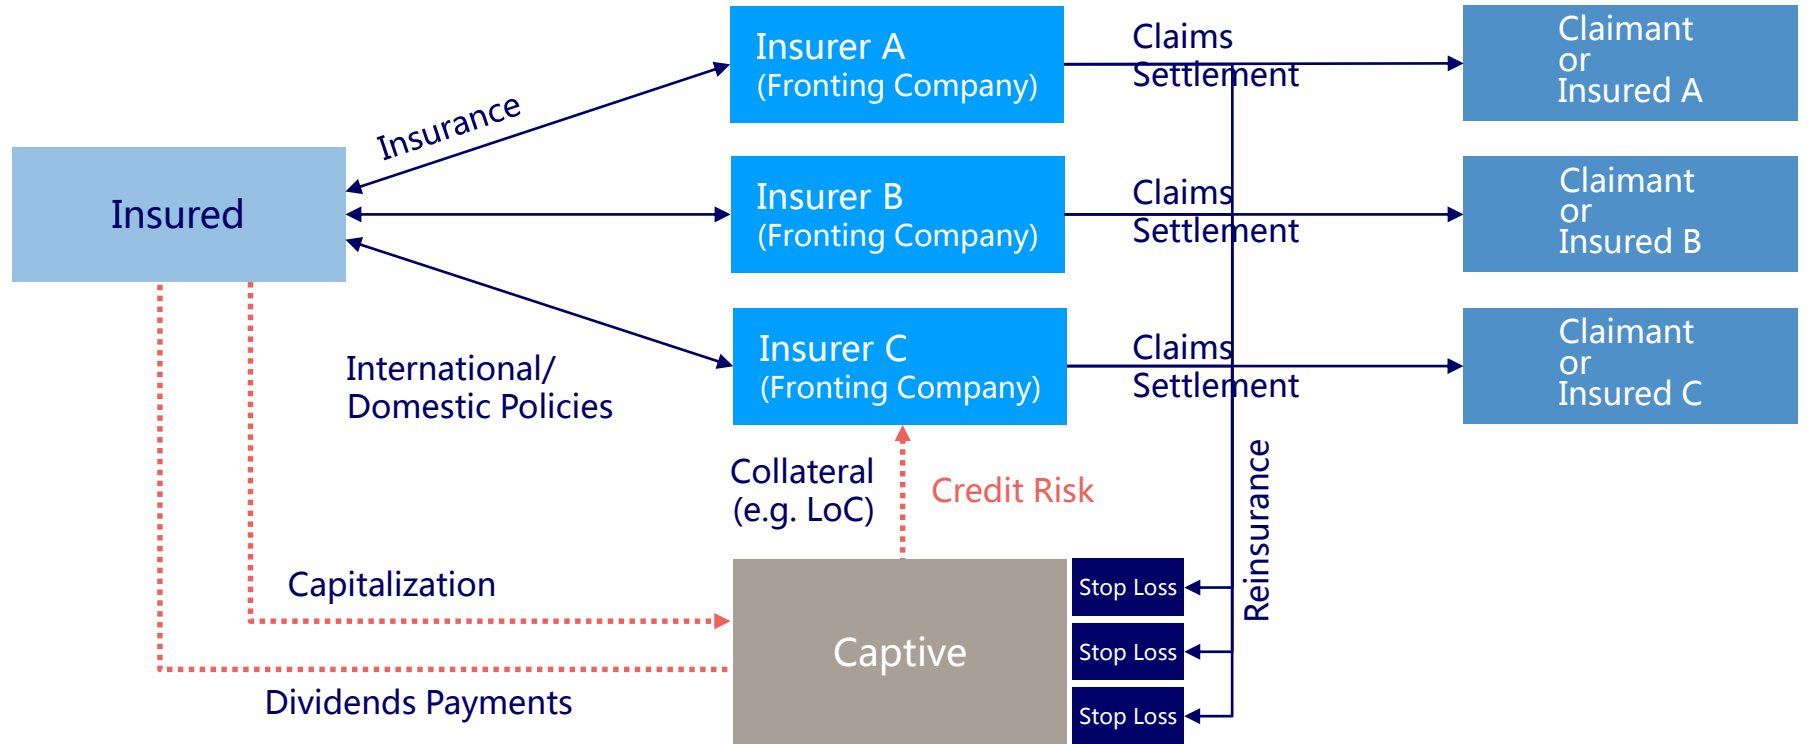 Insured
Insurance
International/
Domestic Policies
Insurer A
(Fronting Company)
Claims
Settlement
Claimant
or
Insured A
Insurer B
(Fronting Company)
Claims
Settlement
Claimant
or
Insured B
Insurer C
(Fronting Company)
Claims
Settlement
Claimant
or
Insured C
Collateral
(e.g. LoC)
Credit Risk
Reinsurance
Capitalization
Dividends Payments
Captive
Stop Loss
Stop Loss
Stop Loss